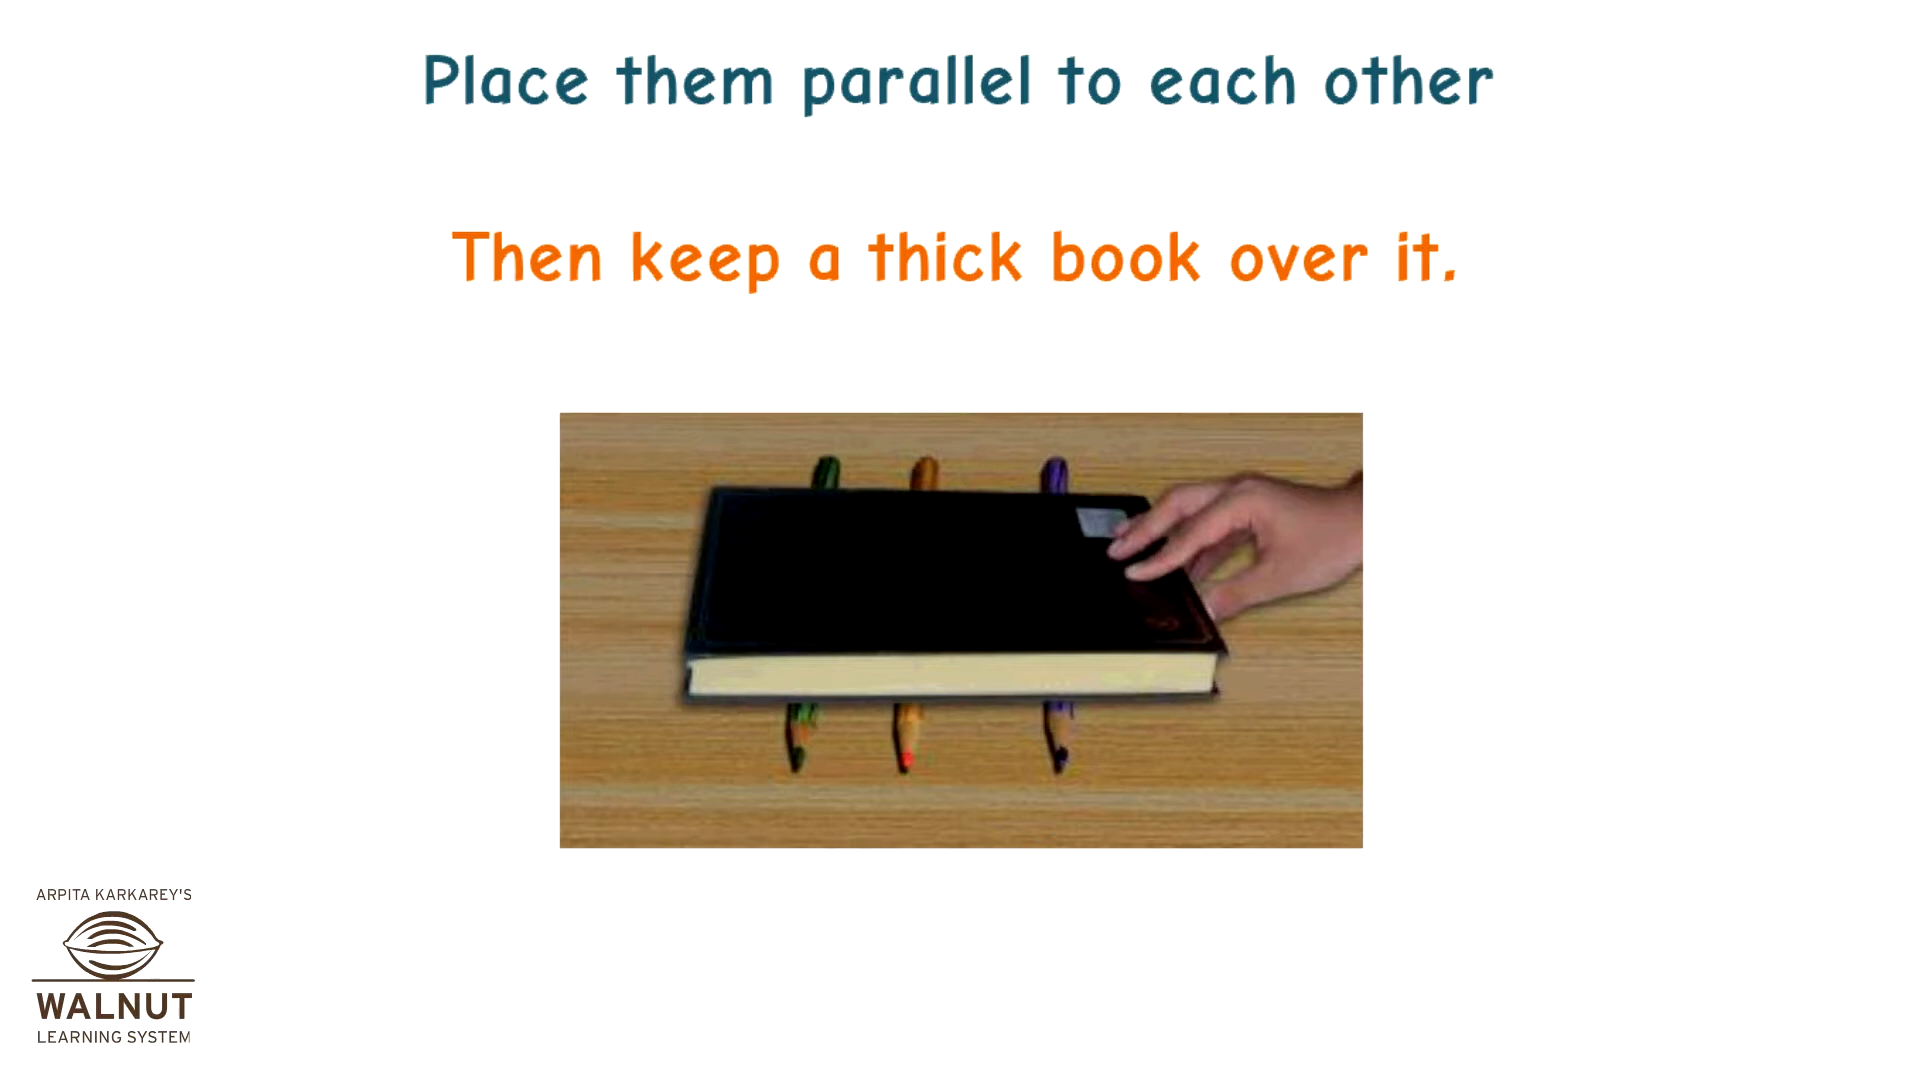 Place them parallel to each other
Then keep a thick book over it.
ARPITA KARKAREY'S
WALNUT
LEARNING SYSTEM